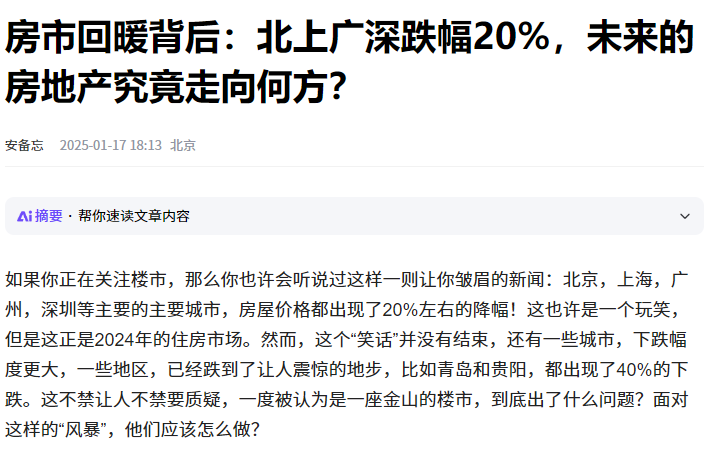 房市回暖背后：北上广深跌幅20%，未来的
房地产究竟走向何方？
安备忘 2025-01-17 18:13 北京
Ai摘要 · 帮你速读文章内容
如果你正在关注楼市，那么你也许会听说过这样一则让你皱眉的新闻：北京，上海，广
州，深圳等主要的主要城市，房屋价格都出现了20%左右的降幅！这也许是一个玩笑，
但是这正是2024年的住房市场。然而，这个“笑话”并没有结束，还有一些城市，下跌幅
度更大，一些地区，已经跌到了让人震惊的地步，比如青岛和贵阳，都出现了40%的下
跌。这不禁让人不禁要质疑，一度被认为是一座金山的楼市，到底出了什么问题？面对
这样的“风暴”，他们应该怎么做？